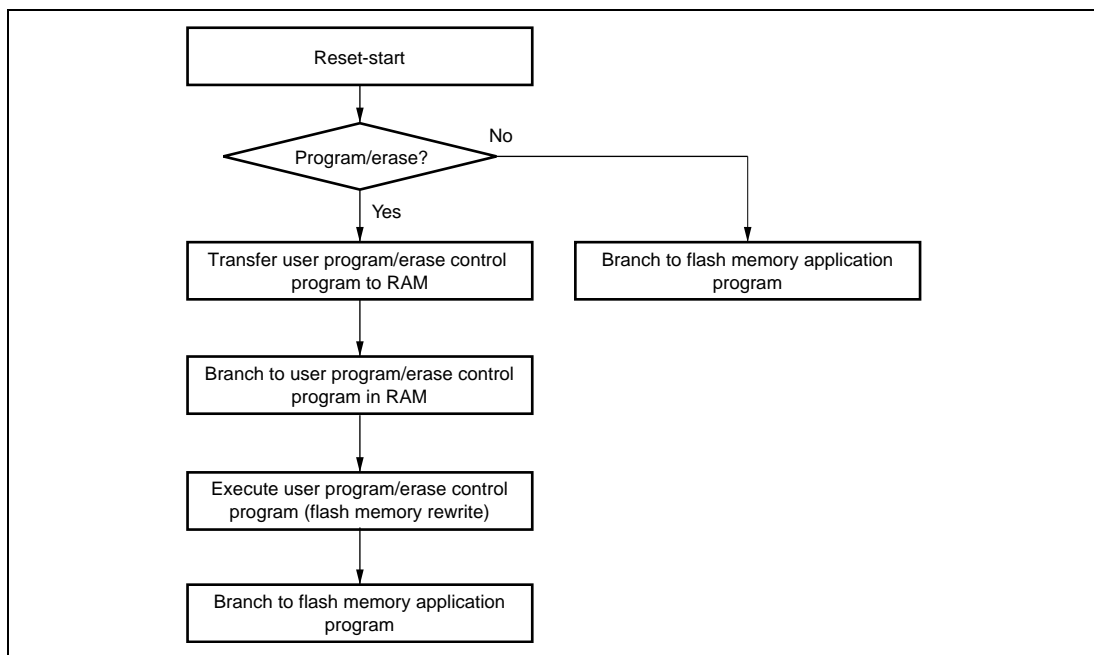 Reset-start
Program/erase?
No
Yes
Transfer user program/erase control
program to RAM
Branch to flash memory application
program
Branch to user program/erase control
program in RAM
Execute user program/erase control
program (flash memory rewrite)
Branch to flash memory application
program